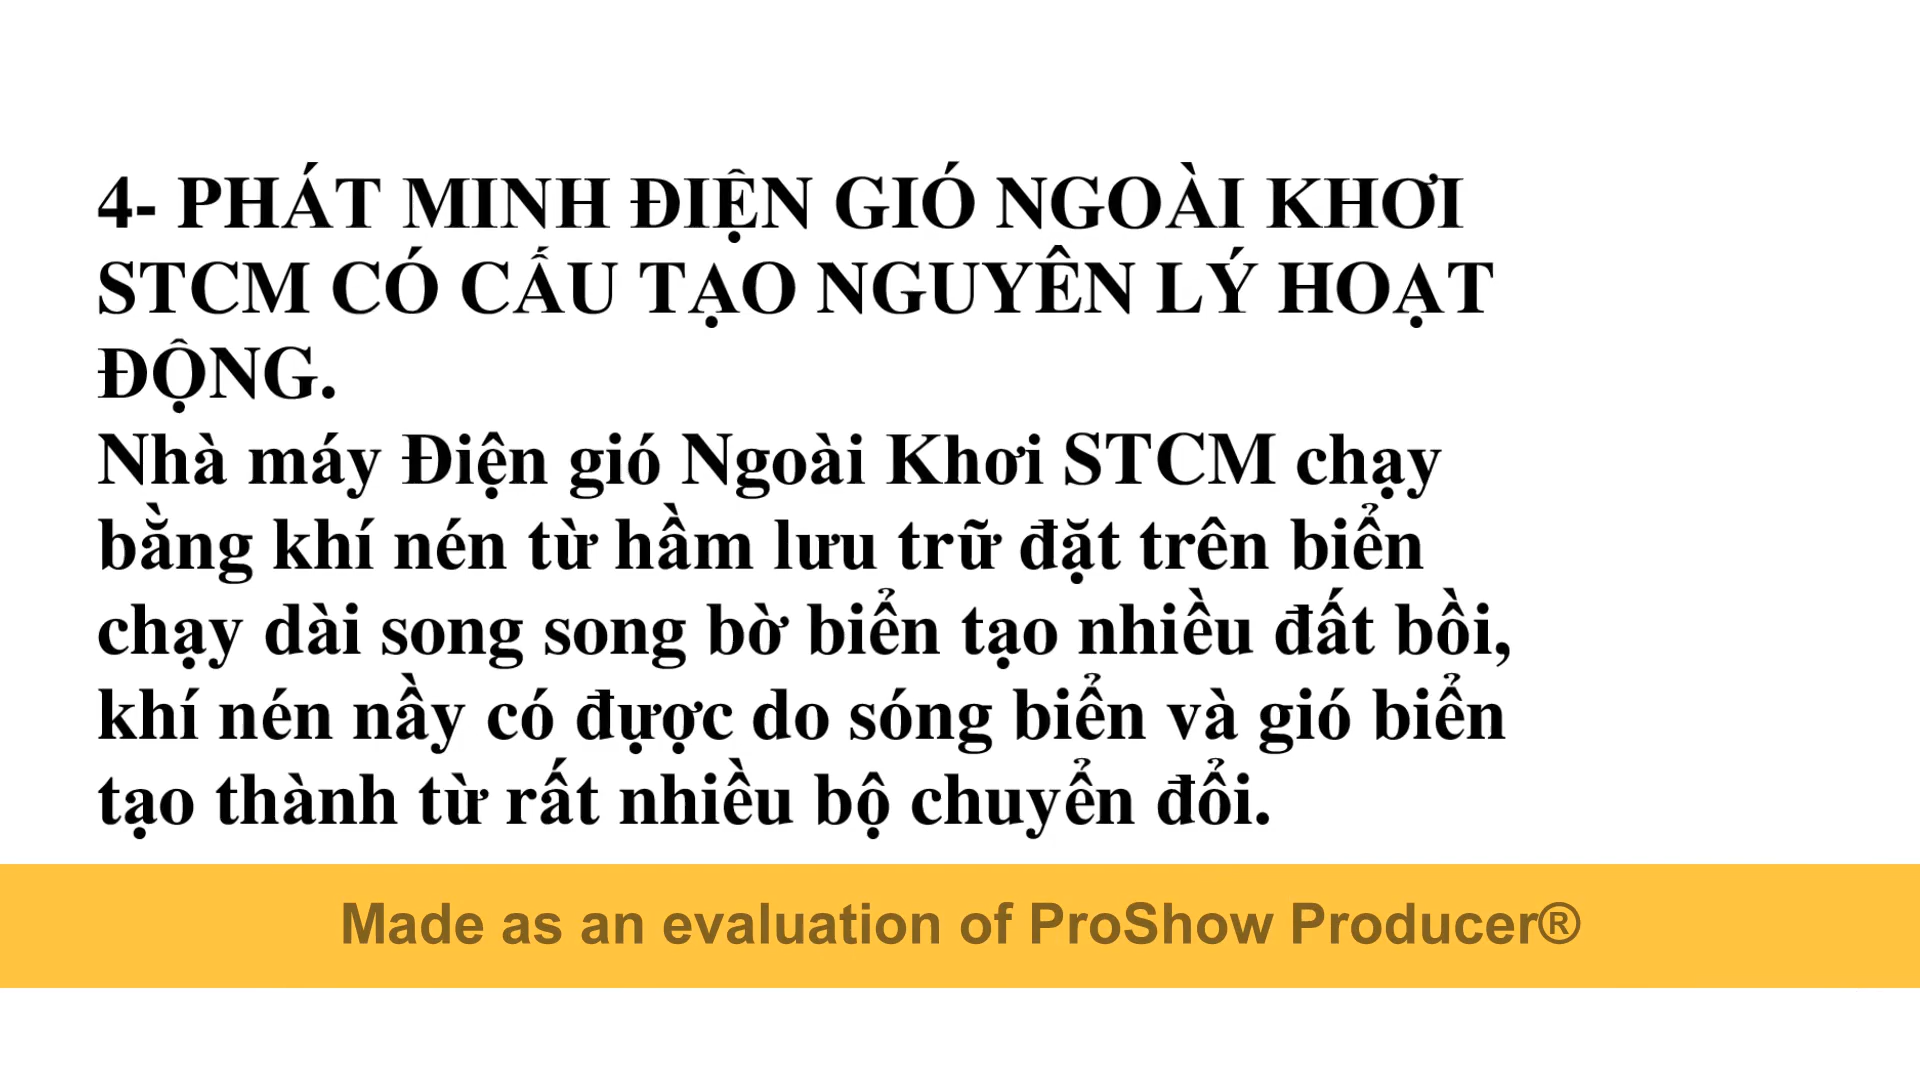 4- PHÁT MINH ĐIỆN GIÓ NGOÀI KHƠI
STCM CÓ CẤU TẠO NGUYÊN LÝ HOẠT
ĐỘNG.
Nhà máy Điện gió Ngoài Khơi STCM chạy
bằng khí nén từ hầm lưu trữ đặt trên biển
chạy dài song song bờ biển tạo nhiều đất bồi,
khí nén nầy có đựợc do sóng biển và gió biển
tạo thành từ rất nhiều bộ chuyển đổi.
Made as an evaluation of ProShow Producer®